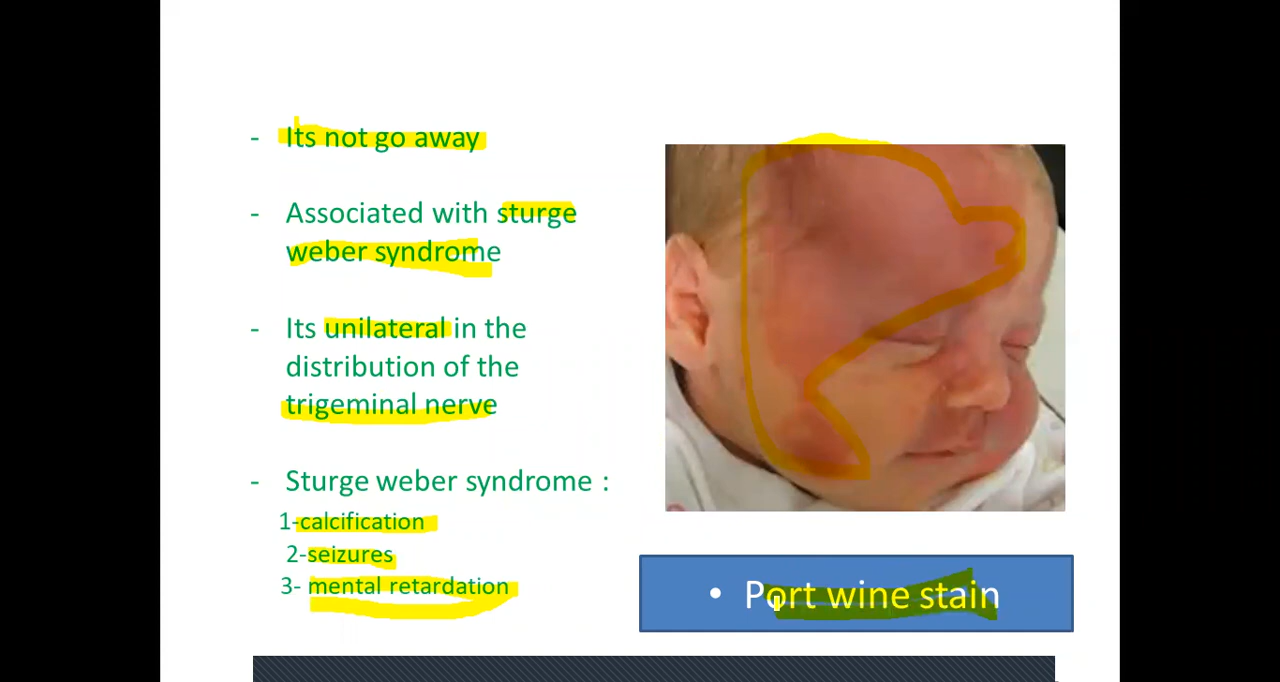 - Its not go away
- Associated with sturge
weber syndrome
- Its unilateral in the
distribution of the
trigeminal nerve
- Sturge weber syndrome :
1-calcification
2-seizures
3- mental retardation
• Port wine stain